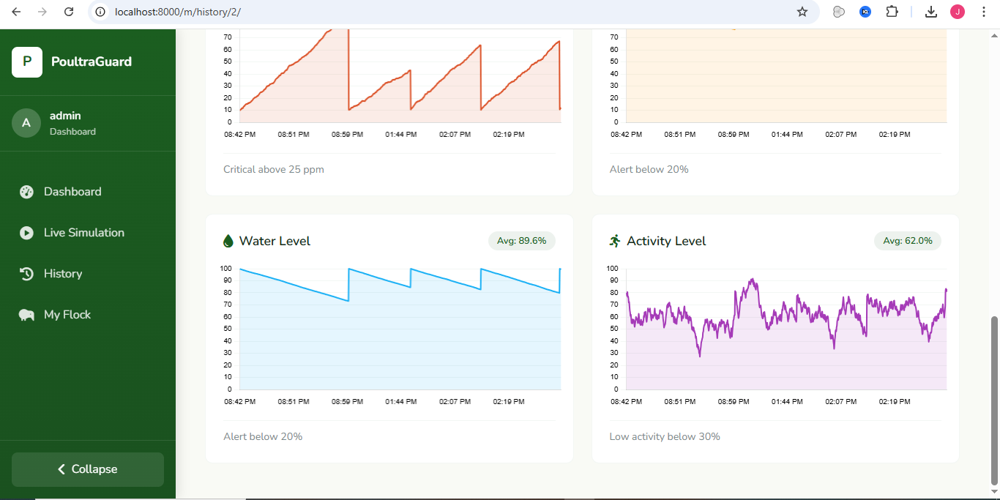 localhost:8000/m/history/2/
J
P
PoultraGuard
A
admin
Dashboard
Dashboard
Live Simulation
History
My Flock
Collapse
70
60
50
40
30
20
10
0
08:42 PM 08:51 PM 08:59 PM 01:44 PM 02:07 PM 02:19 PM
Critical above 25 ppm
70
60
50
40
30
20
10
0
08:42 PM 08:51 PM 08:59 PM 01:44 PM 02:07 PM 02:19 PM
Alert below 20%
Water Level
Avg: 89.6%
100
90
80
70
60
50
40
30
20
10
0
08:42 PM 08:51 PM 08:59 PM 01:44 PM 02:07 PM 02:19 PM
Alert below 20%
Activity Level
Avg: 62.0%
100
90
80
70
60
50
40
30
20
10
0
08:42 PM 08:51 PM 08:59 PM 01:44 PM 02:07 PM 02:19 PM
Low activity below 30%